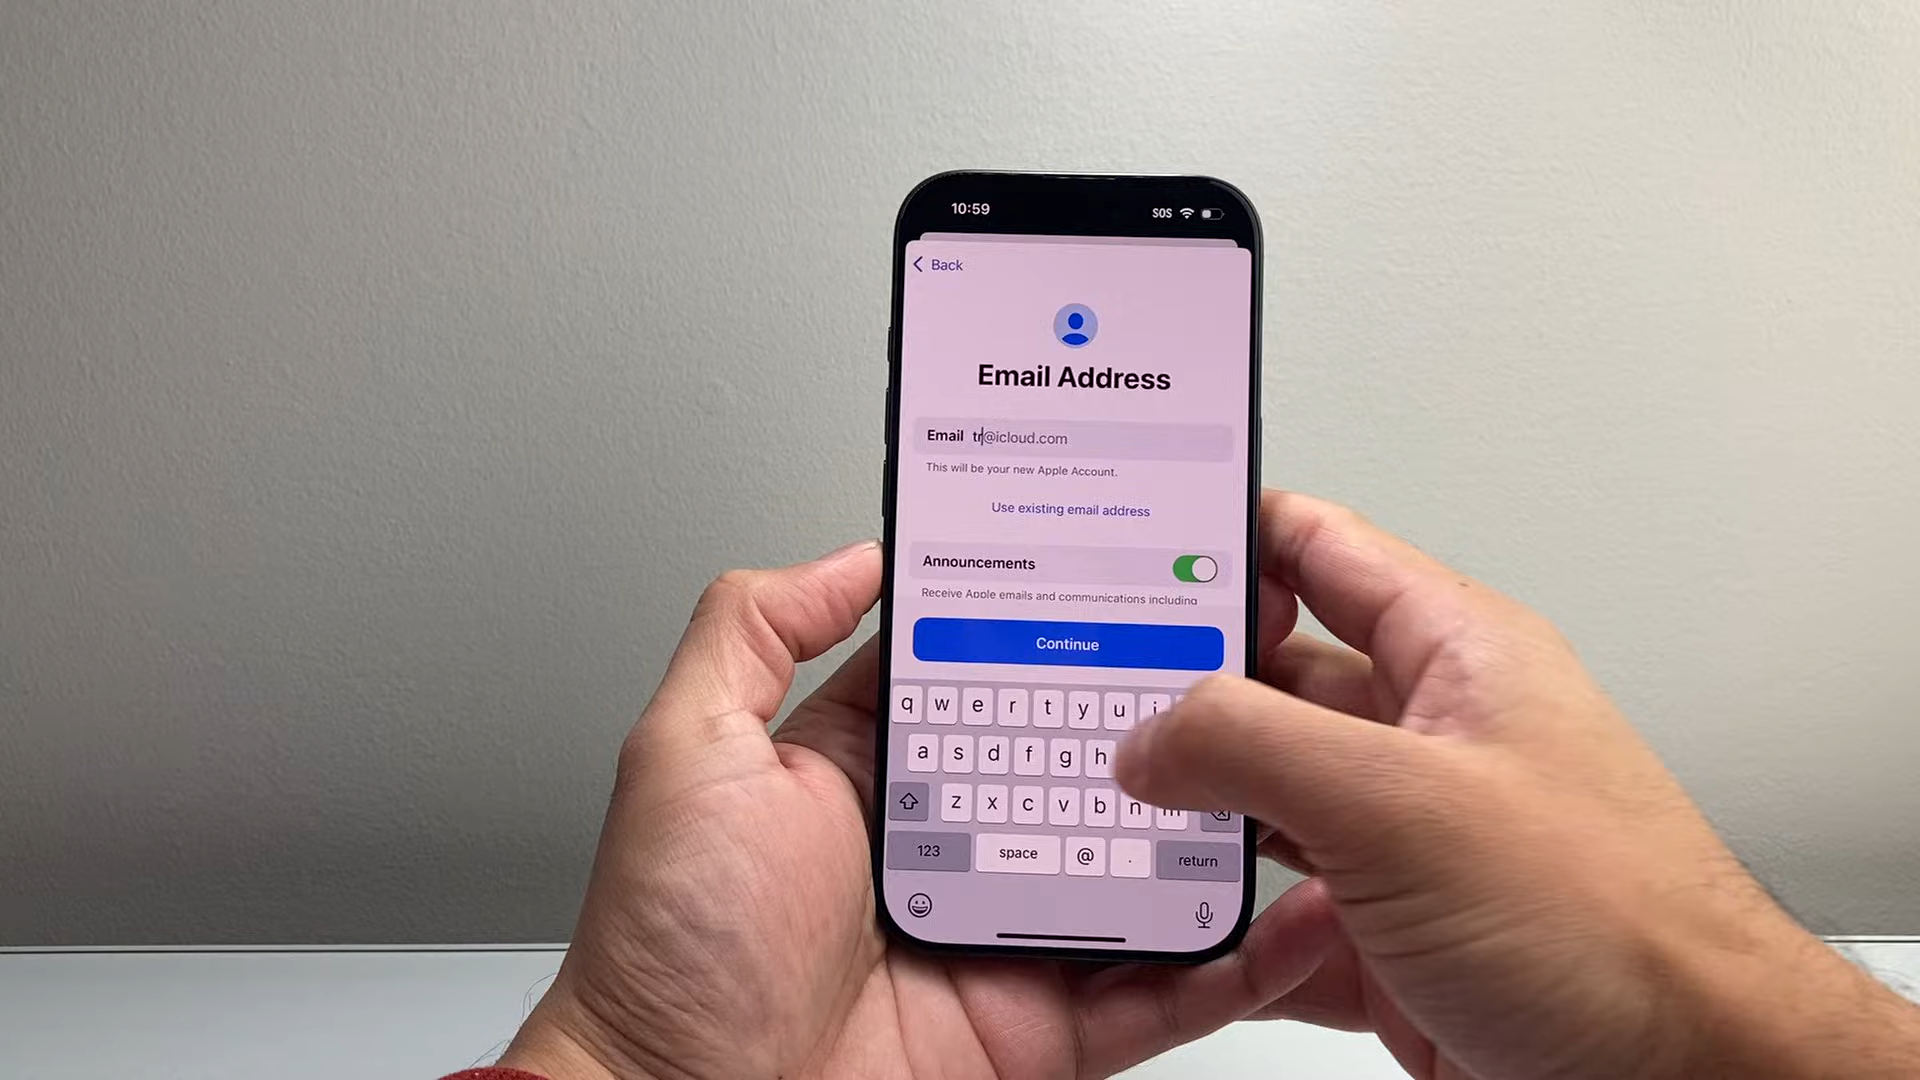 10:59 SOS
Back
Email Address
Email tr@icloud.com
This will be your new Apple Account.
Use existing email address
Announcements
Receive Apple emails and communications including
Continue
q w e r t y u i
a s d f g h
z x c v b n m
123 space @ . return